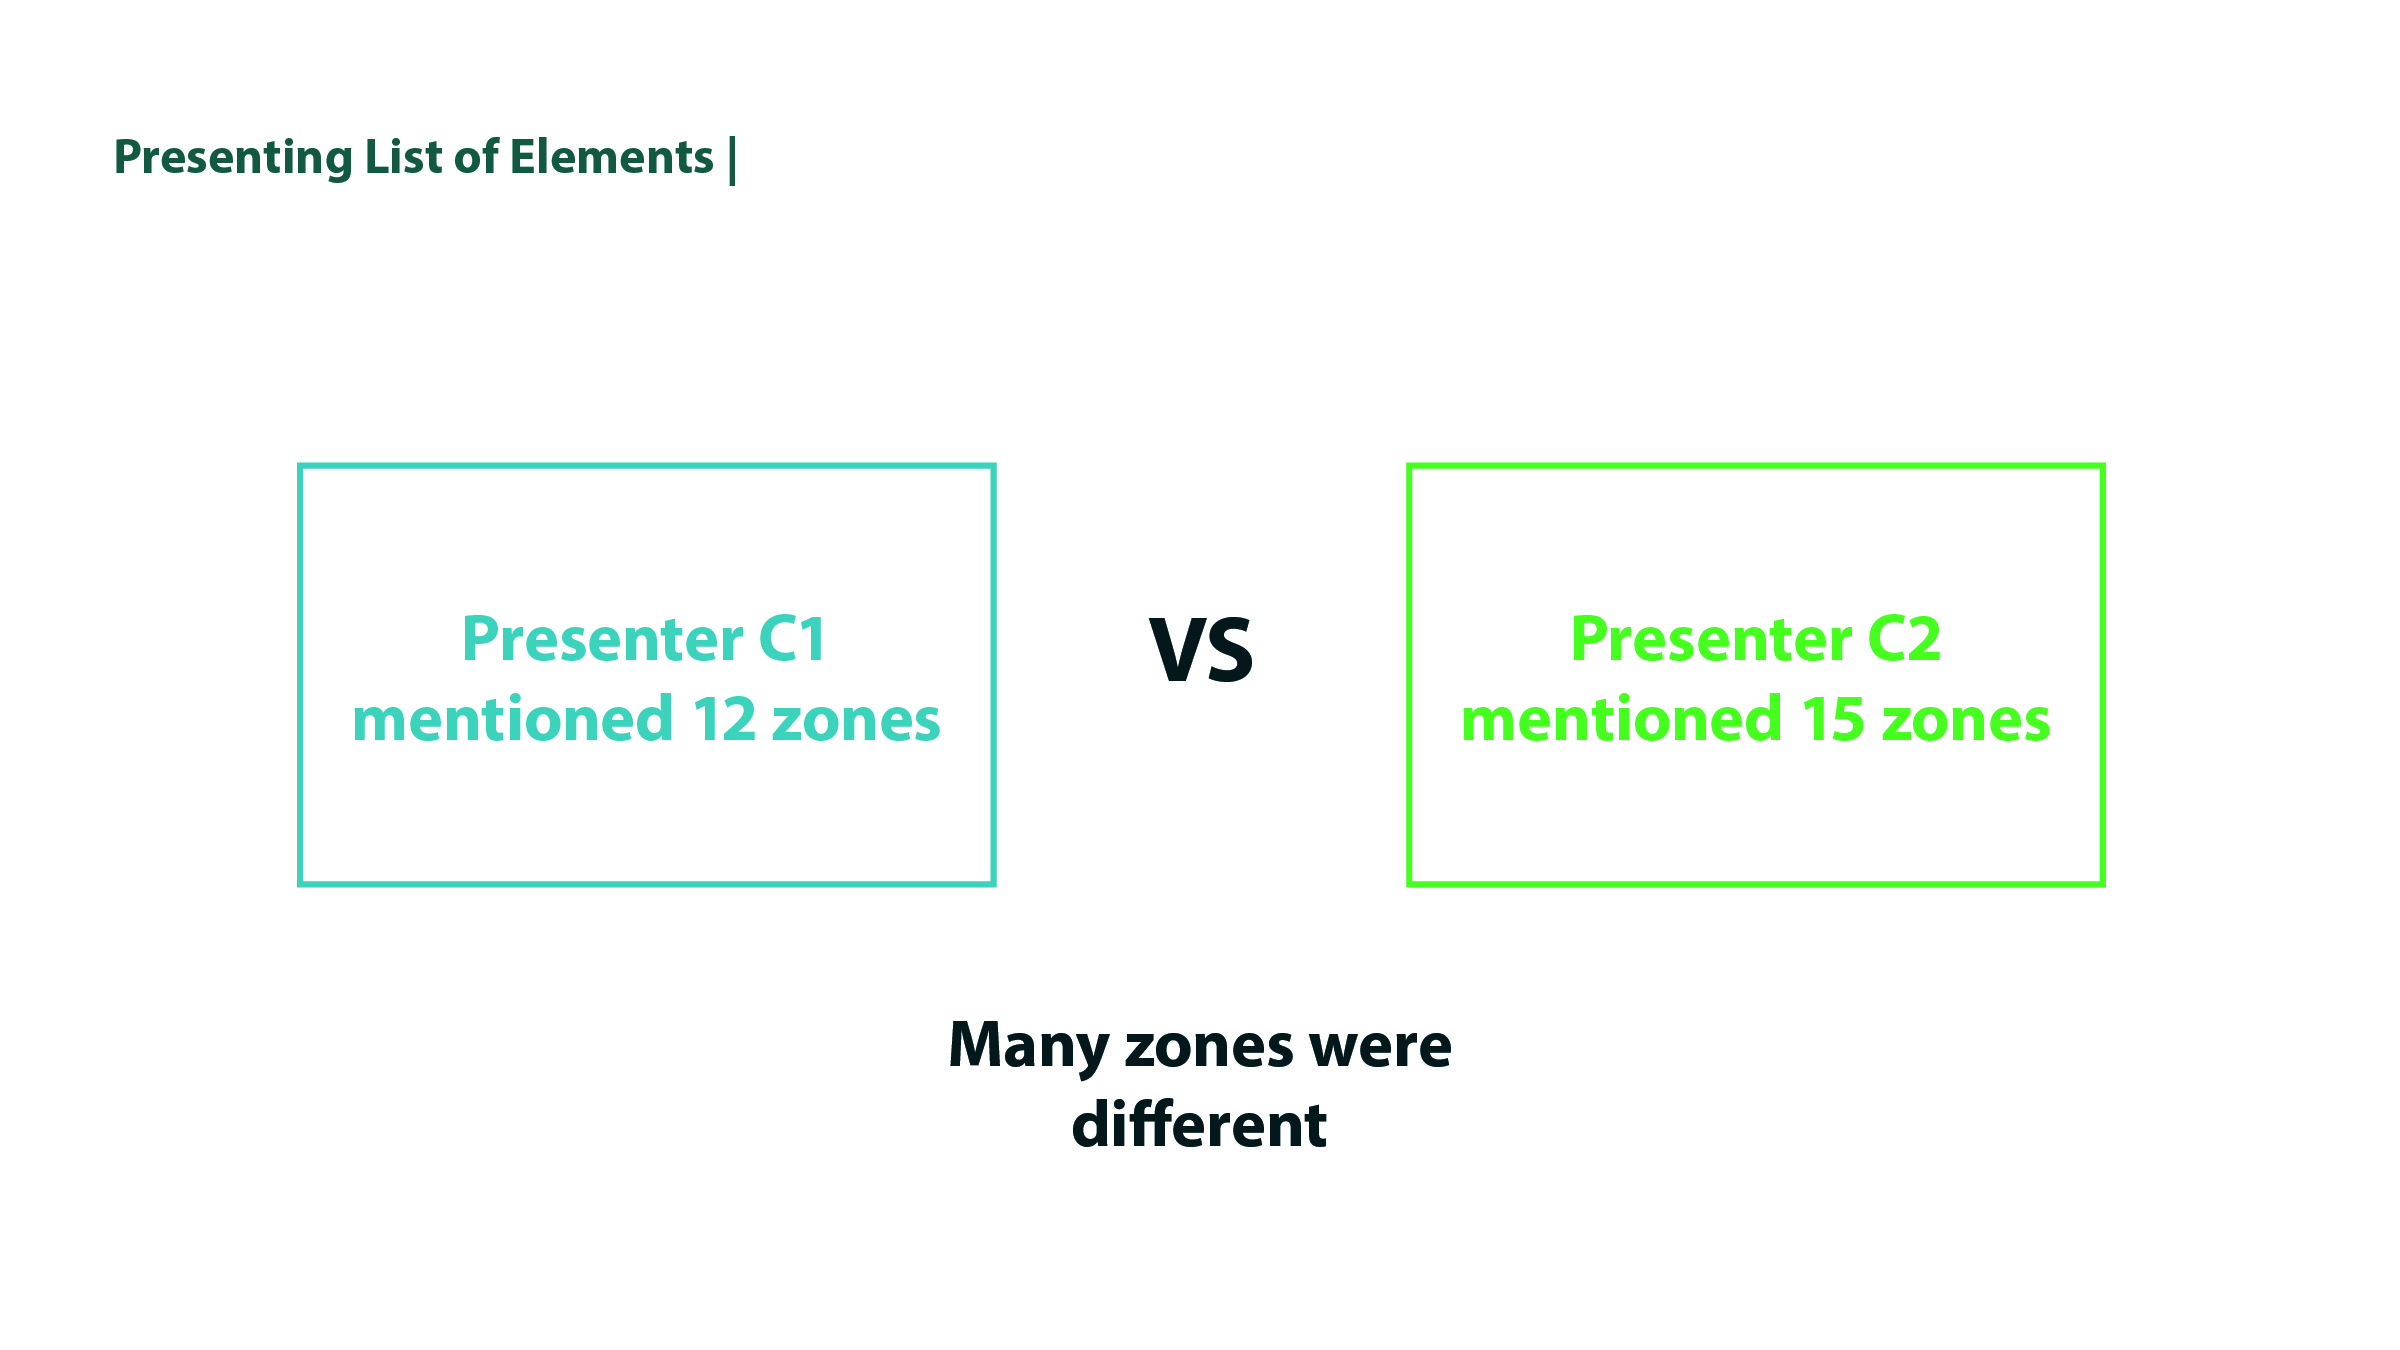 Presenting List of Elements |
Presenter C1
mentioned 12 zones
VS
Presenter C2
mentioned 15 zones
Many zones were
different